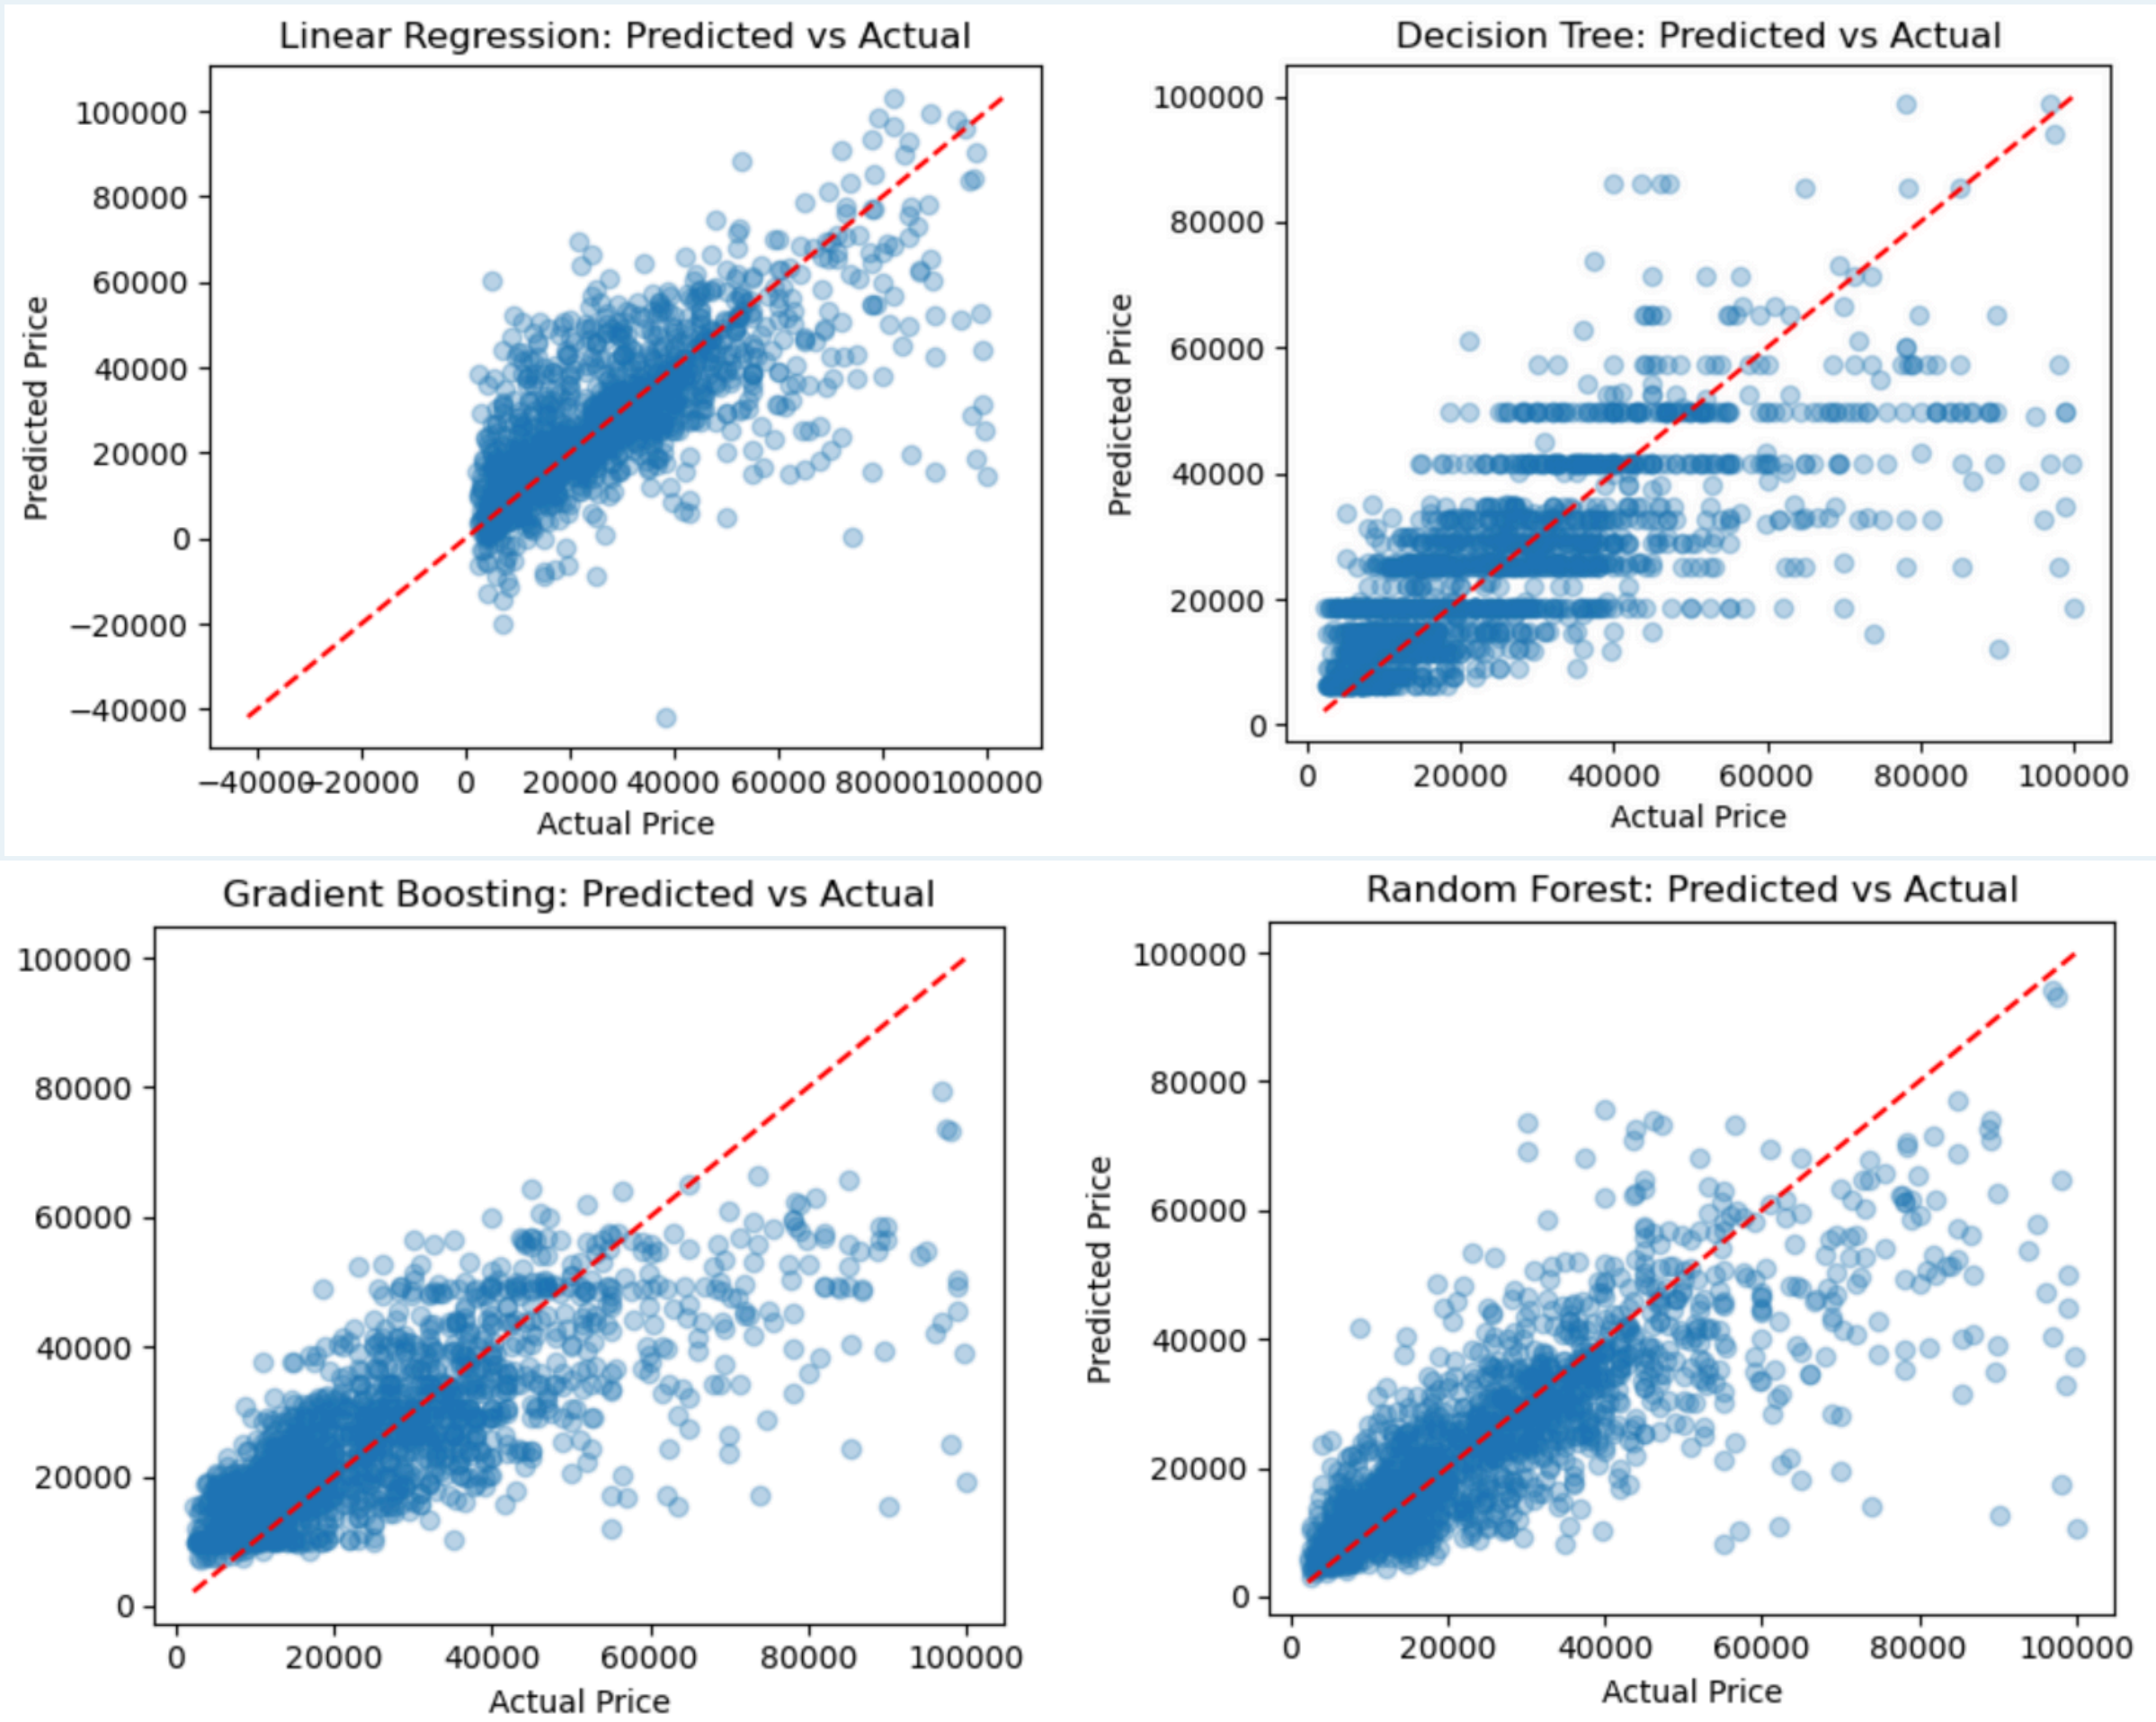 Linear Regression: Predicted vs Actual
Predicted Price
100000
80000
60000
40000
20000
0
−20000
−40000
−40000 −20000 0 20000 40000 60000 80000 100000
Actual Price
Decision Tree: Predicted vs Actual
Predicted Price
100000
80000
60000
40000
20000
0
0 20000 40000 60000 80000 100000
Actual Price
Gradient Boosting: Predicted vs Actual
100000
80000
60000
40000
20000
0
0 20000 40000 60000 80000 100000
Actual Price
Random Forest: Predicted vs Actual
Predicted Price
100000
80000
60000
40000
20000
0
0 20000 40000 60000 80000 100000
Actual Price